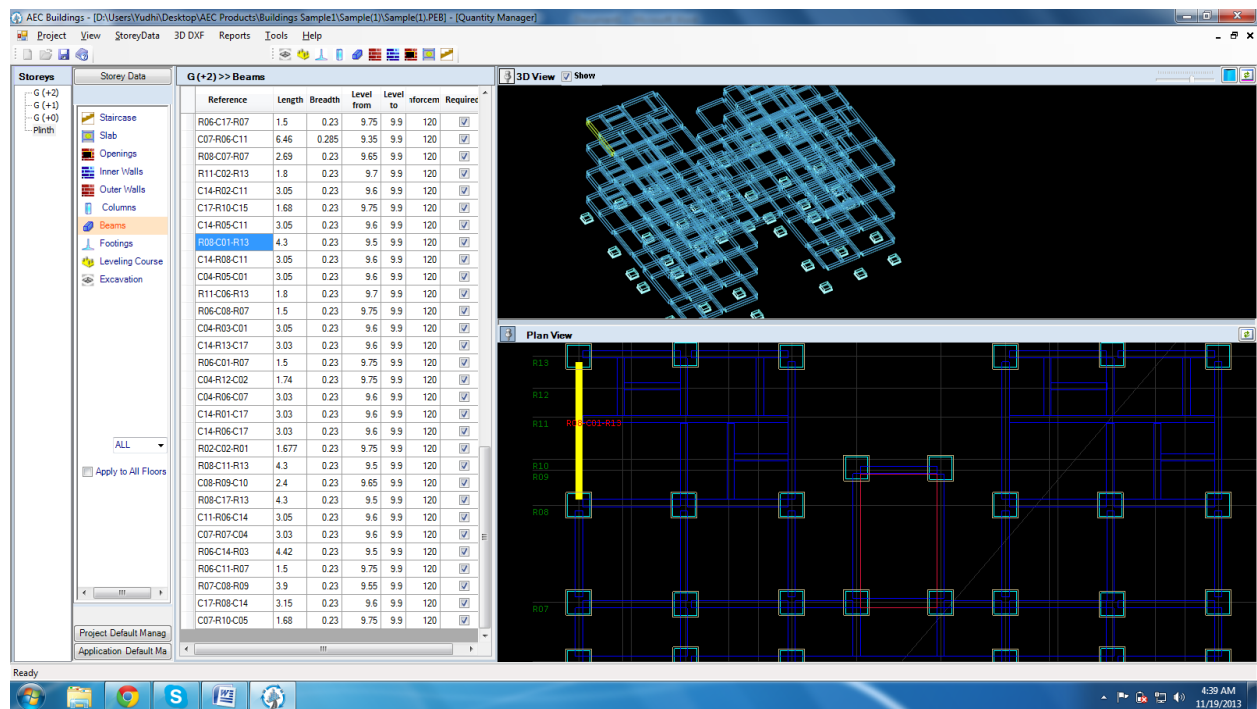 AEC Buildings - [D:\Users\Yudhi\Desktop\AEC Products\Buildings Sample1\Sample(1)\Sample(1).PEB] - [Quantity Manager]
Project View StoreyData 3D DXF Reports Tools Help
Storeys
G (+2)
G (+1)
G (+0)
Plinth
Storey Data
Staircase
Slab
Openings
Inner Walls
Outer Walls
Columns
Beams
Footings
Leveling Course
Excavation
ALL
Apply to All Floors
Project Default Manag
Application Default Ma
G (+2) >> Beams
Reference Length Breadth Level from Level to nforcem Required
R06-C17-R07 1.5 0.23 9.75 9.9 120
C07-R06-C11 6.46 0.285 9.35 9.9 120
R08-C07-R07 2.69 0.23 9.65 9.9 120
R11-C02-R13 1.8 0.23 9.7 9.9 120
C14-R02-C11 3.05 0.23 9.6 9.9 120
C17-R10-C15 1.68 0.23 9.75 9.9 120
C14-R05-C11 3.05 0.23 9.6 9.9 120
R08-C01-R13 4.3 0.23 9.5 9.9 120
C14-R08-C11 3.05 0.23 9.6 9.9 120
C04-R05-C01 3.05 0.23 9.6 9.9 120
R11-C06-R13 1.8 0.23 9.7 9.9 120
R06-C08-R07 1.5 0.23 9.75 9.9 120
C04-R03-C01 3.05 0.23 9.6 9.9 120
C14-R13-C17 3.03 0.23 9.6 9.9 120
R06-C01-R07 1.5 0.23 9.75 9.9 120
C04-R12-C02 1.74 0.23 9.75 9.9 120
C04-R06-C07 3.03 0.23 9.6 9.9 120
C14-R01-C17 3.03 0.23 9.6 9.9 120
C14-R06-C17 3.03 0.23 9.6 9.9 120
R02-C02-R01 1.677 0.23 9.75 9.9 120
R08-C11-R13 4.3 0.23 9.5 9.9 120
C08-R09-C10 2.4 0.23 9.65 9.9 120
R08-C17-R13 4.3 0.23 9.5 9.9 120
C11-R06-C14 3.05 0.23 9.6 9.9 120
C07-R07-C04 3.03 0.23 9.6 9.9 120
R06-C14-R03 4.42 0.23 9.5 9.9 120
R06-C11-R07 1.5 0.23 9.75 9.9 120
R07-C08-R09 3.9 0.23 9.55 9.9 120
C17-R08-C14 3.15 0.23 9.6 9.9 120
C07-R10-C05 1.68 0.23 9.75 9.9 120
3D View Show
Plan View
R13
R12
R11 R08-C01-R13
R10
R09
R08
R07
Ready
4:39 AM
11/19/2013